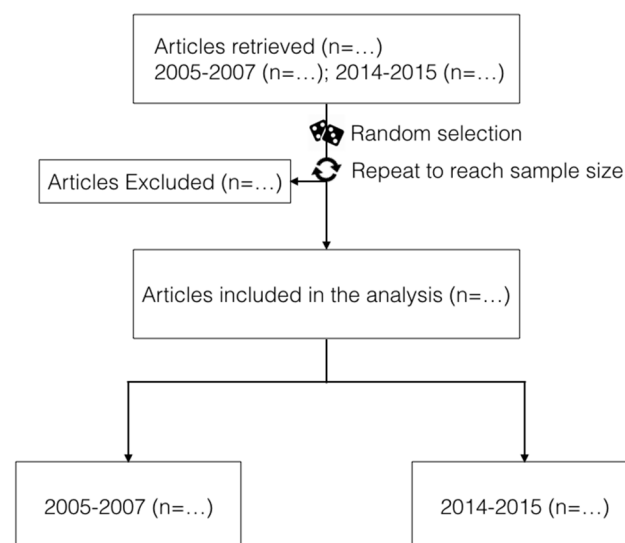 Articles retrieved (n=…)
2005-2007 (n=…); 2014-2015 (n=…)
Random selection
Repeat to reach sample size
Articles Excluded (n=…)
Articles included in the analysis (n=…)
2005-2007 (n=…)
2014-2015 (n=…)